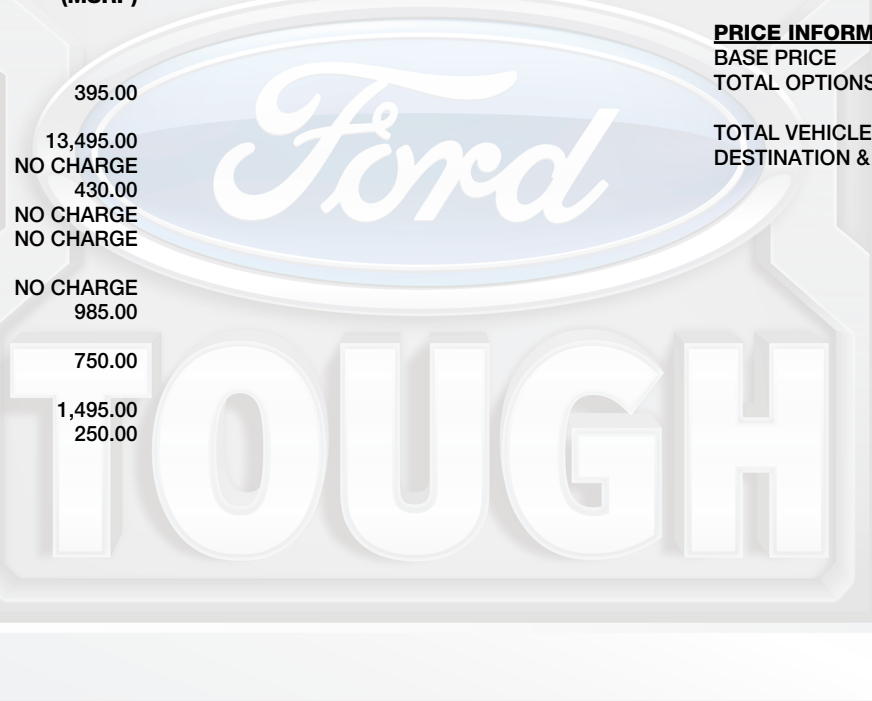 (MSRP)
395.00
13,495.00
NO CHARGE
430.00
NO CHARGE
NO CHARGE
NO CHARGE
985.00
750.00
1,495.00
250.00
PRICE INFORM
BASE PRICE
TOTAL OPTIONS
TOTAL VEHICLE
DESTINATION &
Ford
TOUGH